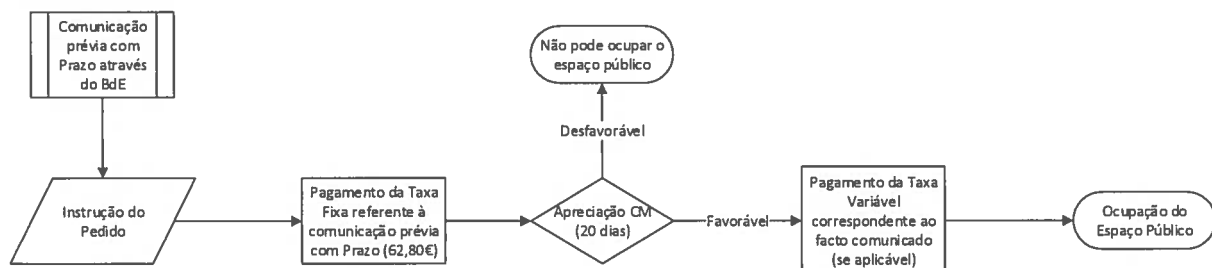 Comunicação
prévia com
Prazo através
do BdE
Não pode ocupar o
espaço público
Desfavorável
Instrução do
Pedido
Pagamento da Taxa
Fixa referente à
comunicação prévia
com Prazo (62,80€)
Apreciação CM
(20 dias)
Favorável
Pagamento da Taxa
Variável
correspondente ao
facto comunicado
(se aplicável)
Ocupação do
Espaço Público